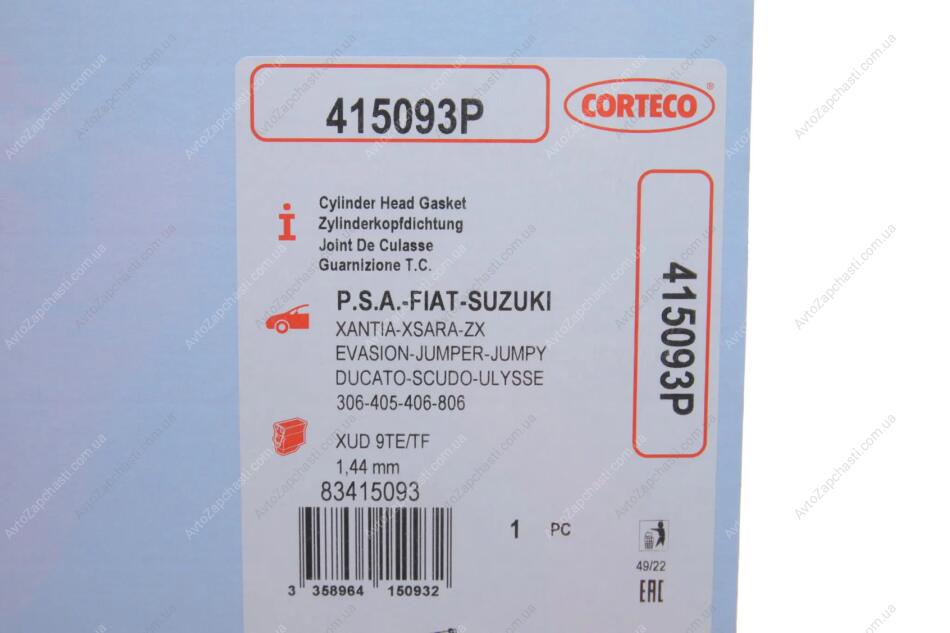 415093P
CORTECO®
Cylinder Head Gasket
Zylinderkopfdichtung
Joint De Culasse
Guarnizione T.C.
P.S.A.-FIAT-SUZUKI
XANTIA-XSARA-ZX
EVASION-JUMPER-JUMPY
DUCATO-SCUDO-ULYSSE
306-405-406-806
XUD 9TE/TF
1,44 mm
83415093
3 358964 150932
1 PC
49/22
EAC
415093P
AvtoZapchasti.com.ua